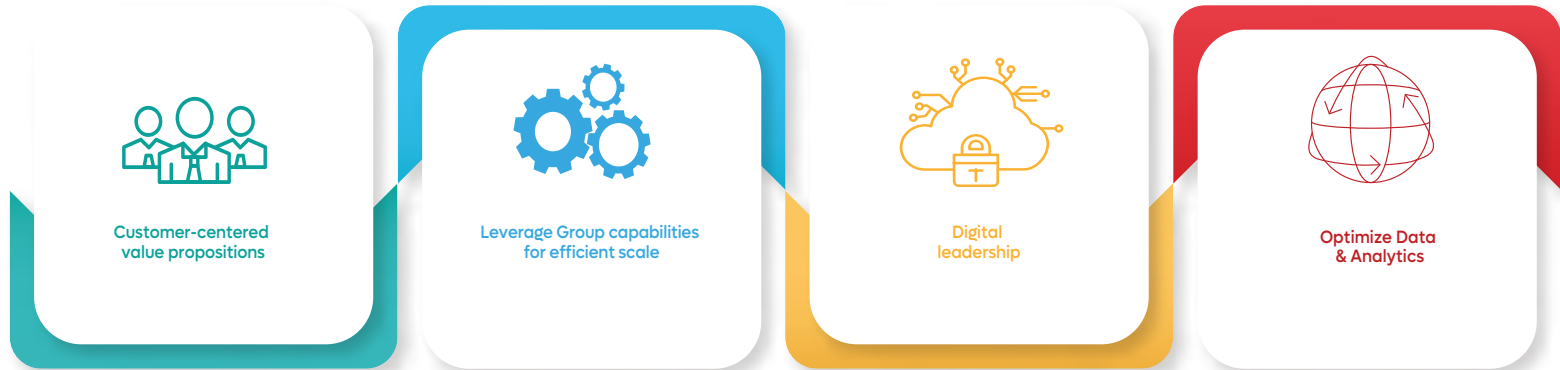 Customer-centered
value propositions
Leverage Group capabilities
for efficient scale
Digital
leadership
Optimize Data
& Analytics